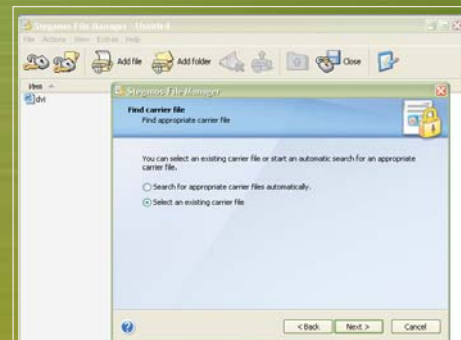 Steganos File Manager - Untitled
File Actions View Extras Help
Add file Add folder Close
Имя
dvi
Steganos File Manager
Find carrier file
Find appropriate carrier file
You can select an existing carrier file or start an automatic search for an appropriate
carrier file.
Search for appropriate carrier files automatically.
Select an existing carrier file
< Back Next > Cancel